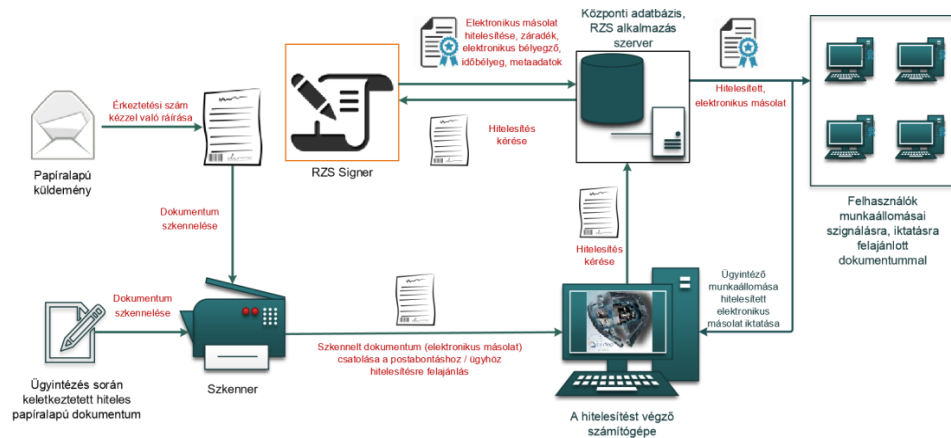 Elektronikus másolat
hitelesítése, záradék,
elektronikus bélyegző,
időbélyeg, metaadatok
Központi adatbázis,
RZS alkalmazás
szerver
Érkeztetési szám
kézzel való ráírása
Hitelesített,
elektronikus másolat
Hitelesítés
kérése
Papíralapú
küldemény
RZS Signer
Felhasználók
munkaállomásai
szignálásra, iktatásra
felajánlott
dokumentummal
Dokumentum
szkennelése
Hitelesítés
kérése
Ügyintéző
munkaállomása
hitelesített
elektronikus
másolat iktatása
Dokumentum
szkennelése
Szkennelt dokumentum (elektronikus másolat)
csatolása a postabontáshoz / ügyhöz
hitelesítésre felajánlás
Szkenner
Ügyintézés során
keletkeztetett hiteles
papíralapú dokumentum
A hitelesítést végző
számítógépe